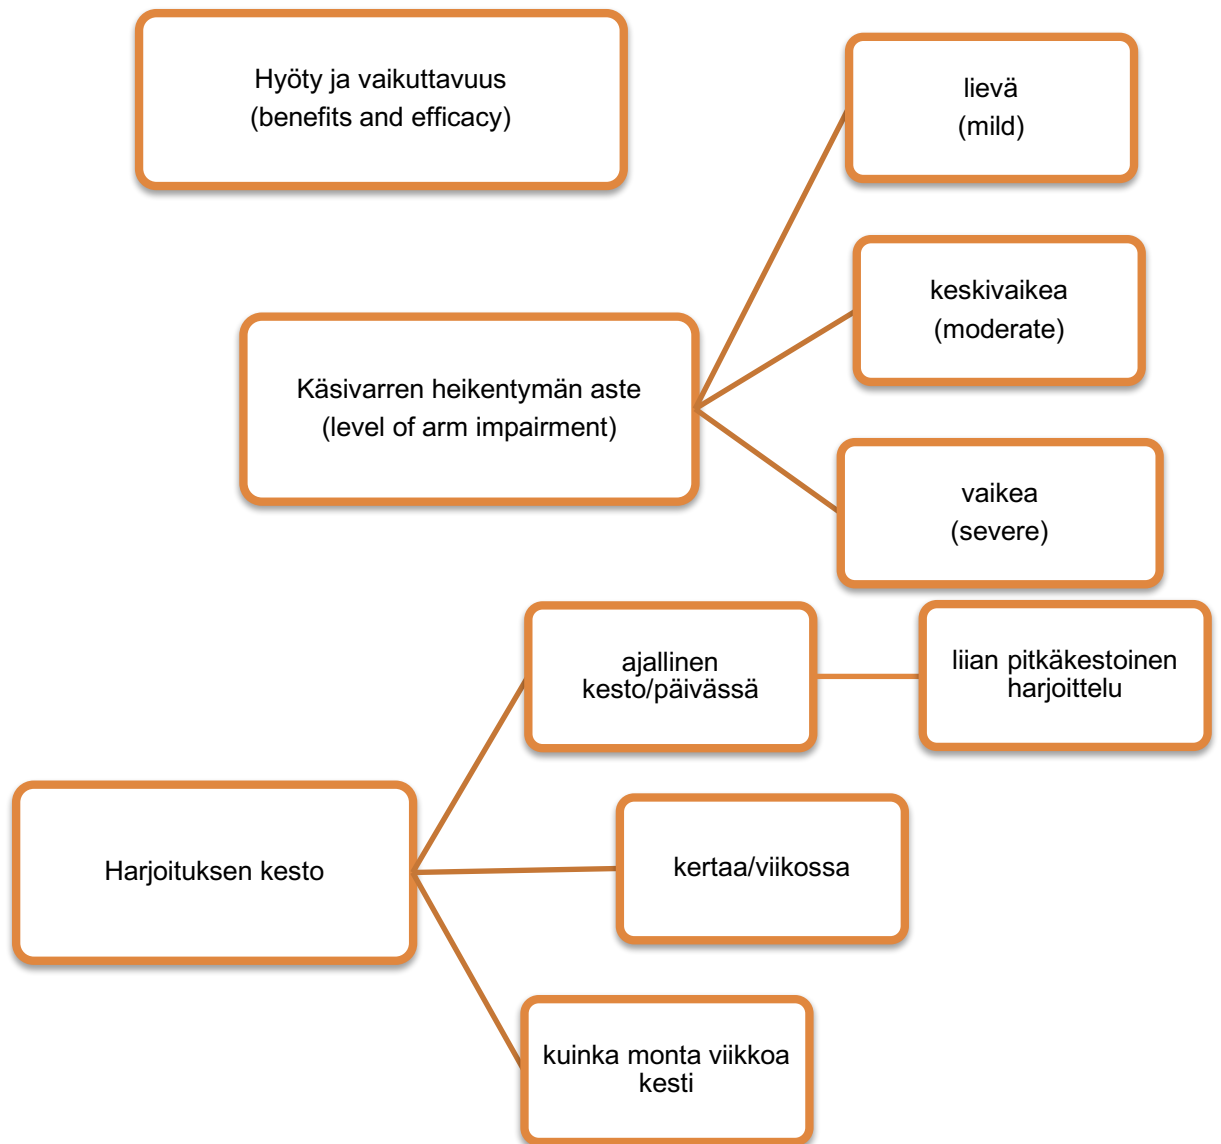 Hyöty ja vaikuttavuus
(benefits and efficacy)
lievä
(mild)
keskivaikea
(moderate)
Käsivarren heikentymän aste
(level of arm impairment)
vaikea
(severe)
ajallinen
kesto/päivässä
liian pitkäkestoinen
harjoittelu
Harjoituksen kesto
kertaa/viikossa
kuinka monta viikkoa
kesti